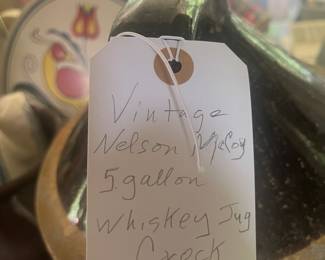 Vintage
Nelson McCoy
5 gallon
Whiskey Jug
Crock